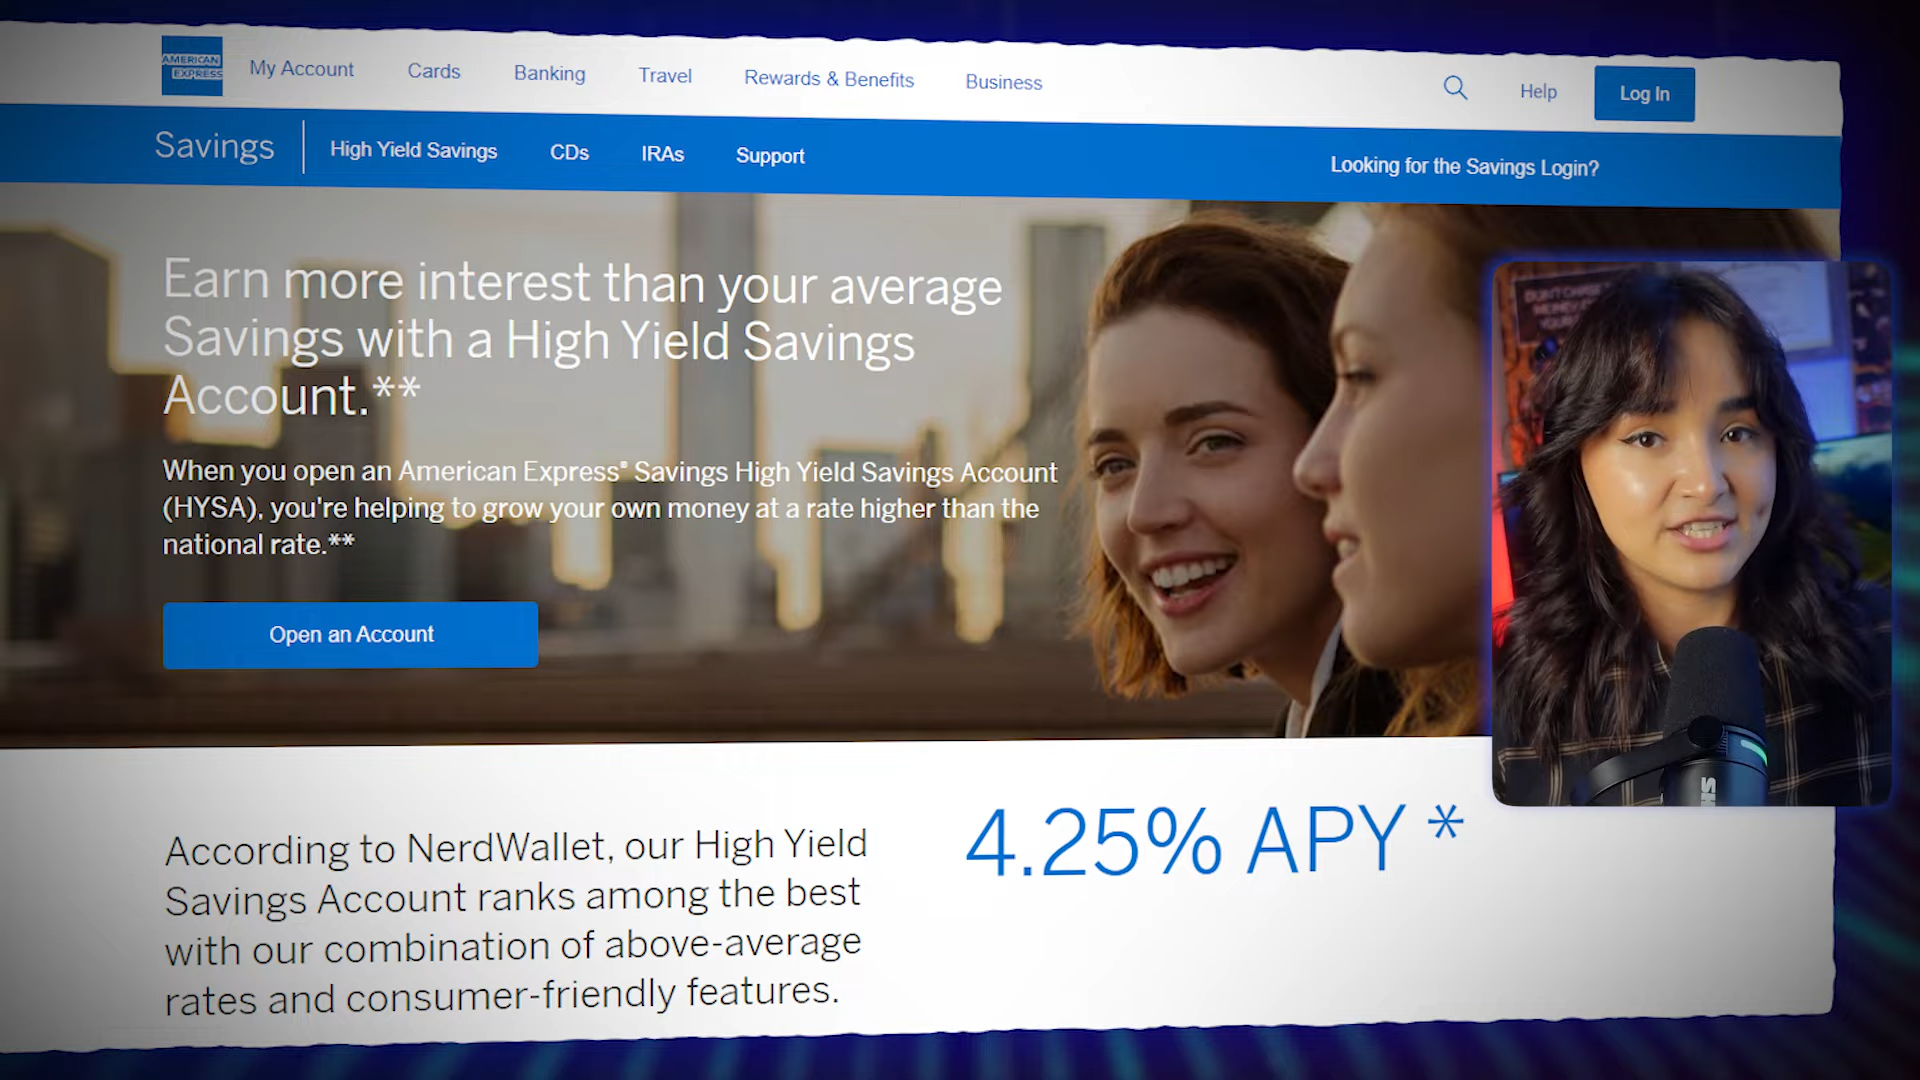 AMERICAN
EXPRESS
My Account
Cards
Banking
Travel
Rewards & Benefits
Business
Help
Log In
Savings
High Yield Savings
CDs
IRAs
Support
Looking for the Savings Login?
Earn more interest than your average
Savings with a High Yield Savings
Account.**
When you open an American Express® Savings High Yield Savings Account
(HYSA), you're helping to grow your own money at a rate higher than the
national rate.**
Open an Account
According to NerdWallet, our High Yield
Savings Account ranks among the best
with our combination of above-average
rates and consumer-friendly features.
4.25% APY *